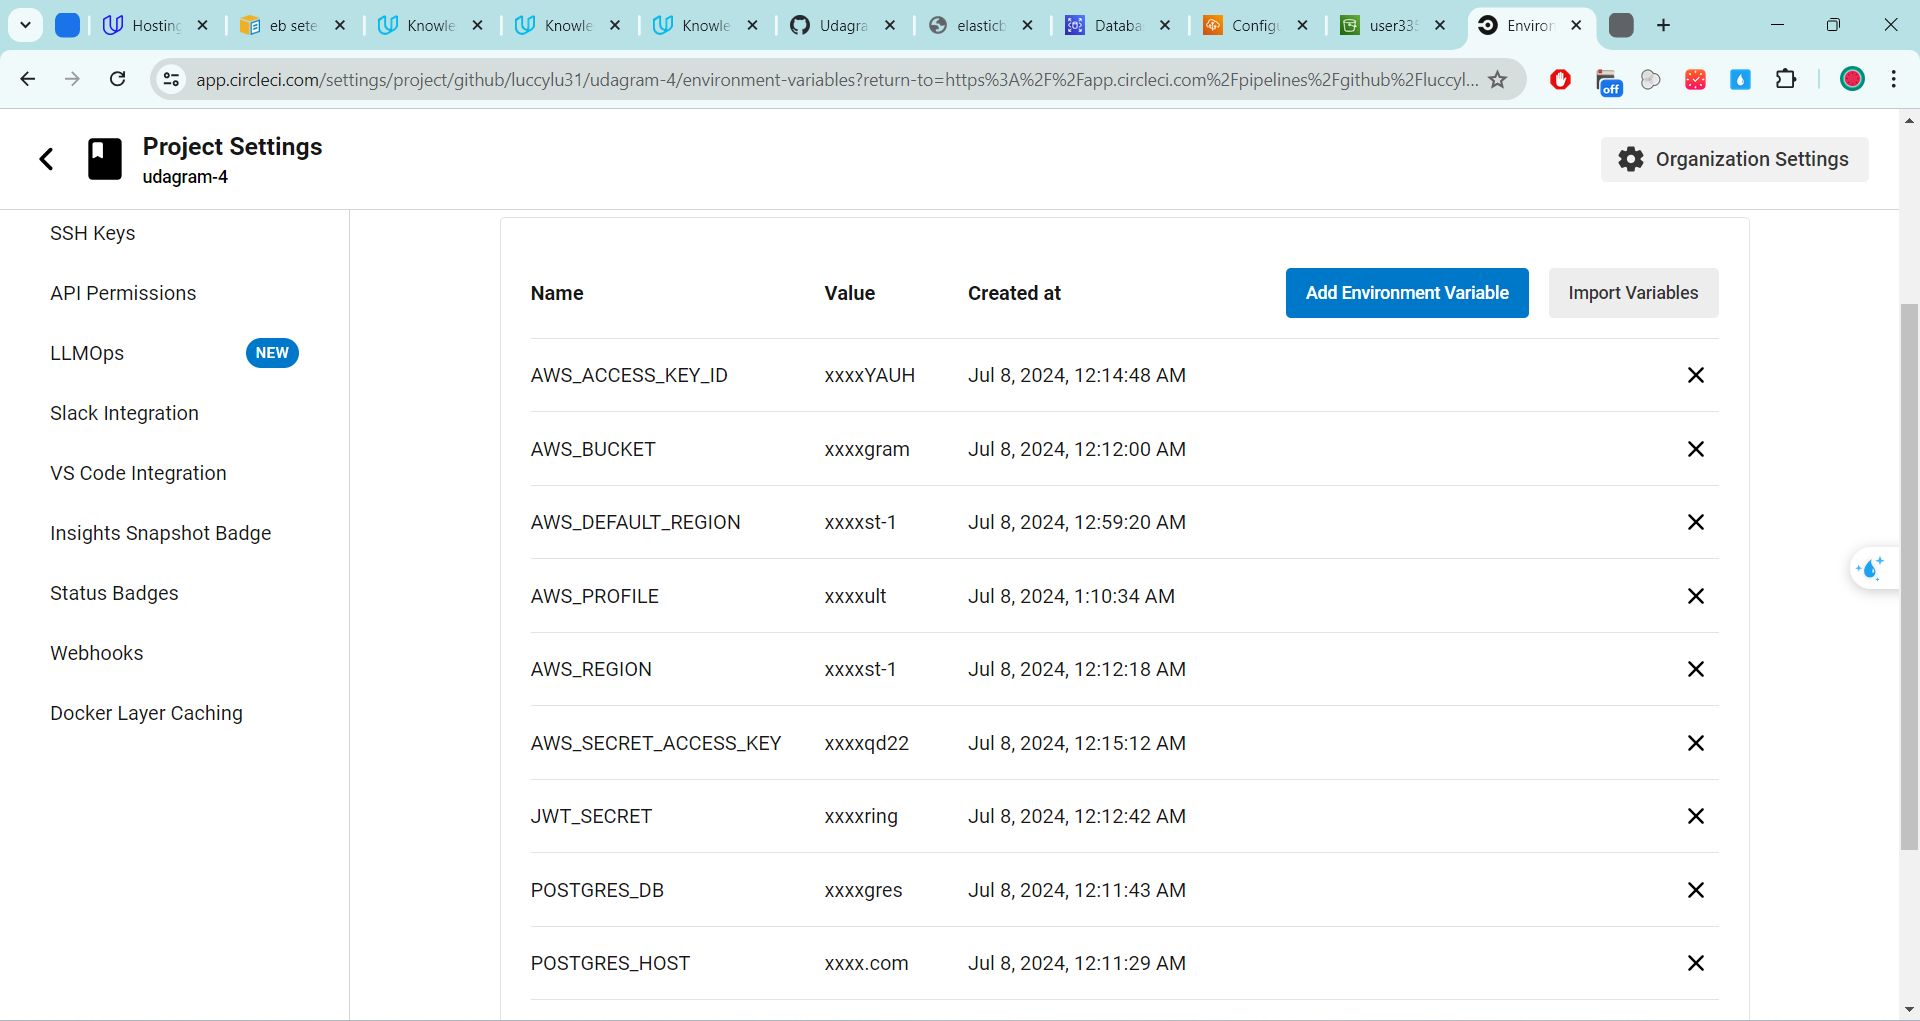 Hosting
eb sete
Knowle
Knowle
Knowle
Udagra
elasticb
Databa
Configu
user335
Environ
app.circleci.com/settings/project/github/luccylu31/udagram-4/environment-variables?return-to=https%3A%2F%2Fapp.circleci.com%2Fpipelines%2Fgithub%2Fluccyl...
off
Project Settings
udagram-4
Organization Settings
SSH Keys
API Permissions
LLMOps NEW
Slack Integration
VS Code Integration
Insights Snapshot Badge
Status Badges
Webhooks
Docker Layer Caching
Name Value Created at Add Environment Variable Import Variables
AWS_ACCESS_KEY_ID xxxxYAUH Jul 8, 2024, 12:14:48 AM
AWS_BUCKET xxxxgram Jul 8, 2024, 12:12:00 AM
AWS_DEFAULT_REGION xxxxst-1 Jul 8, 2024, 12:59:20 AM
AWS_PROFILE xxxxult Jul 8, 2024, 1:10:34 AM
AWS_REGION xxxxst-1 Jul 8, 2024, 12:12:18 AM
AWS_SECRET_ACCESS_KEY xxxxqd22 Jul 8, 2024, 12:15:12 AM
JWT_SECRET xxxxring Jul 8, 2024, 12:12:42 AM
POSTGRES_DB xxxxgres Jul 8, 2024, 12:11:43 AM
POSTGRES_HOST xxxx.com Jul 8, 2024, 12:11:29 AM